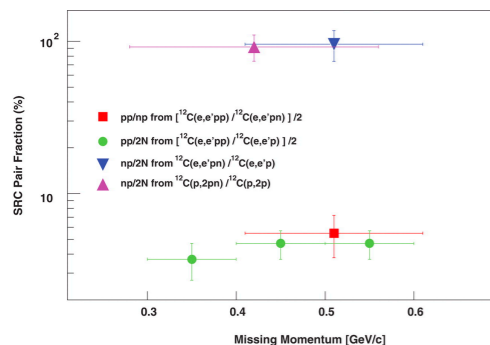 10²
SRC Pair Fraction (%)
pp/np from [¹²C(e,e'pp) /¹²C(e,e'pn) ] /2
pp/2N from [¹²C(e,e'pp) /¹²C(e,e'p) ] /2
np/2N from ¹²C(e,e'pn) /¹²C(e,e'p)
np/2N from ¹²C(p,2pn) /¹²C(p,2p)
10
0.3 0.4 0.5 0.6
Missing Momentum [GeV/c]